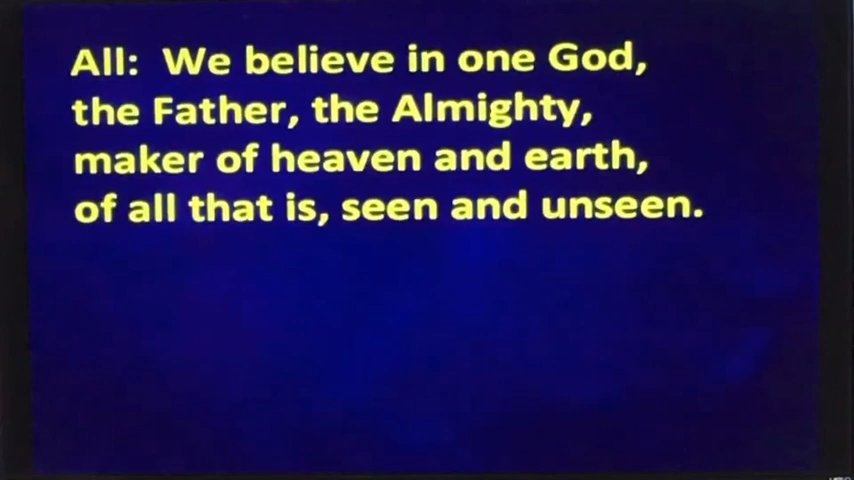 All: We believe in one God,
the Father, the Almighty,
maker of heaven and earth,
of all that is, seen and unseen.